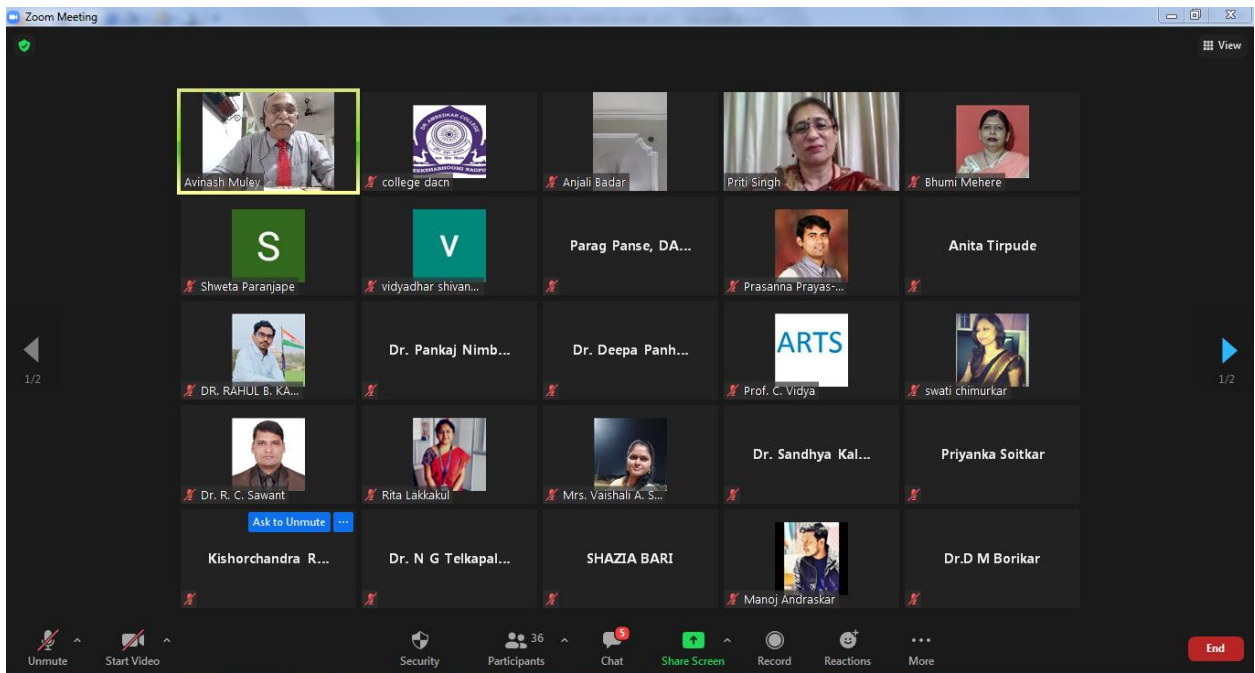 Zoom Meeting
View
Avinash Muley
college dacn
Anjali Badar
Priti Singh
Bhumi Mehere
S
Shweta Paranjape
V
vidyadhar shivan...
Parag Panse, DA...
Prasanna Prayas-...
Anita Tirpude
DR. RAHUL B. KA...
Dr. Pankaj Nimb...
Dr. Deepa Panh...
ARTS
Prof. C. Vidya
swati chimurkar
Dr. R. C. Sawant
Rita Lakkakul
Mrs. Vaishali A. S...
Dr. Sandhya Kal...
Priyanka Soitkar
Ask to Unmute ...
Kishorchandra R...
Dr. N G Telkapal...
SHAZIA BARI
Manoj Andraskar
Dr.D M Borikar
1/2
1/2
Unmute
Start Video
Security
36
Participants
5
Chat
Share Screen
Record
Reactions
More
End